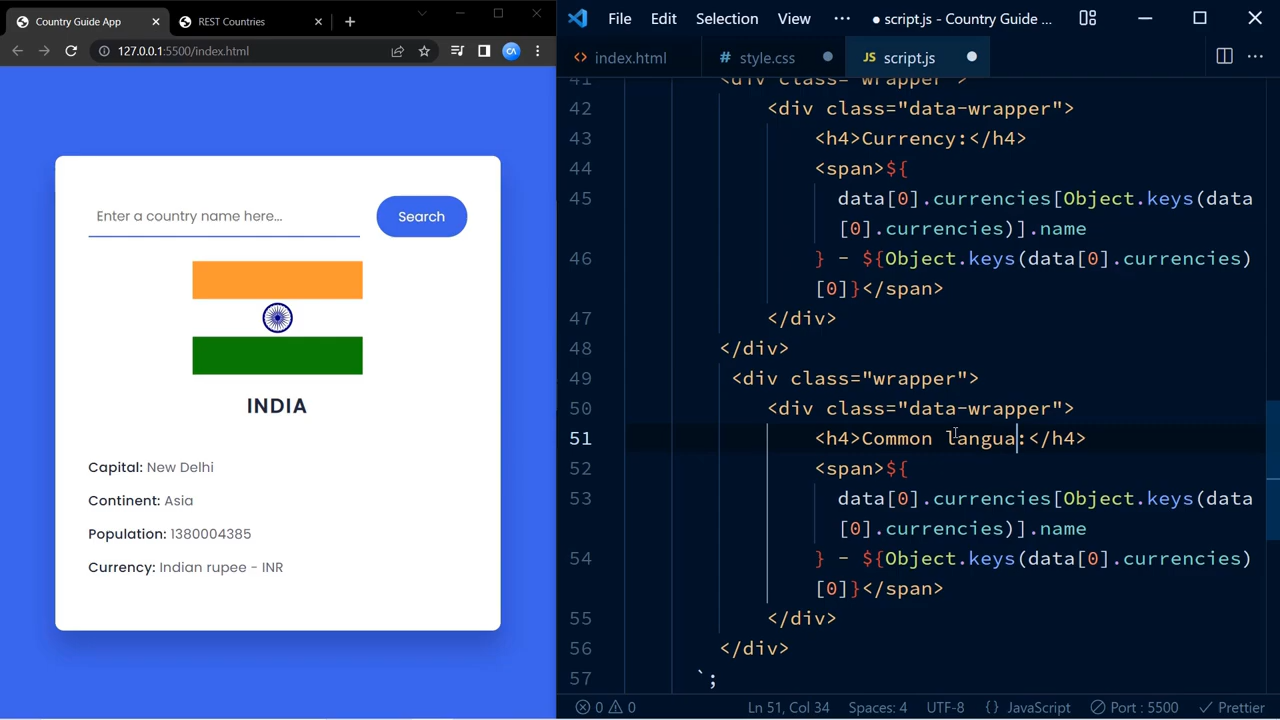 Country Guide App
REST Countries
127.0.0.1:5500/index.html
CA
Enter a country name here...
Search
INDIA
Capital: New Delhi
Continent: Asia
Population: 1380004385
Currency: Indian rupee - INR
File Edit Selection View ··· ● script.js - Country Guide ...
<> index.html # style.css JS script.js
41 <div class="wrapper">
42 <div class="data-wrapper">
43 <h4>Currency:</h4>
44 <span>${
45 data[0].currencies[Object.keys(data
[0].currencies)].name
46 } - ${Object.keys(data[0].currencies)
[0]}</span>
47 </div>
48 </div>
49 <div class="wrapper">
50 <div class="data-wrapper">
51 <h4>Common langua:</h4>
52 <span>${
53 data[0].currencies[Object.keys(data
[0].currencies)].name
54 } - ${Object.keys(data[0].currencies)
[0]}</span>
55 </div>
56 </div>
57 `;
0 0 Ln 51, Col 34 Spaces: 4 UTF-8 {} JavaScript Port : 5500 Prettier